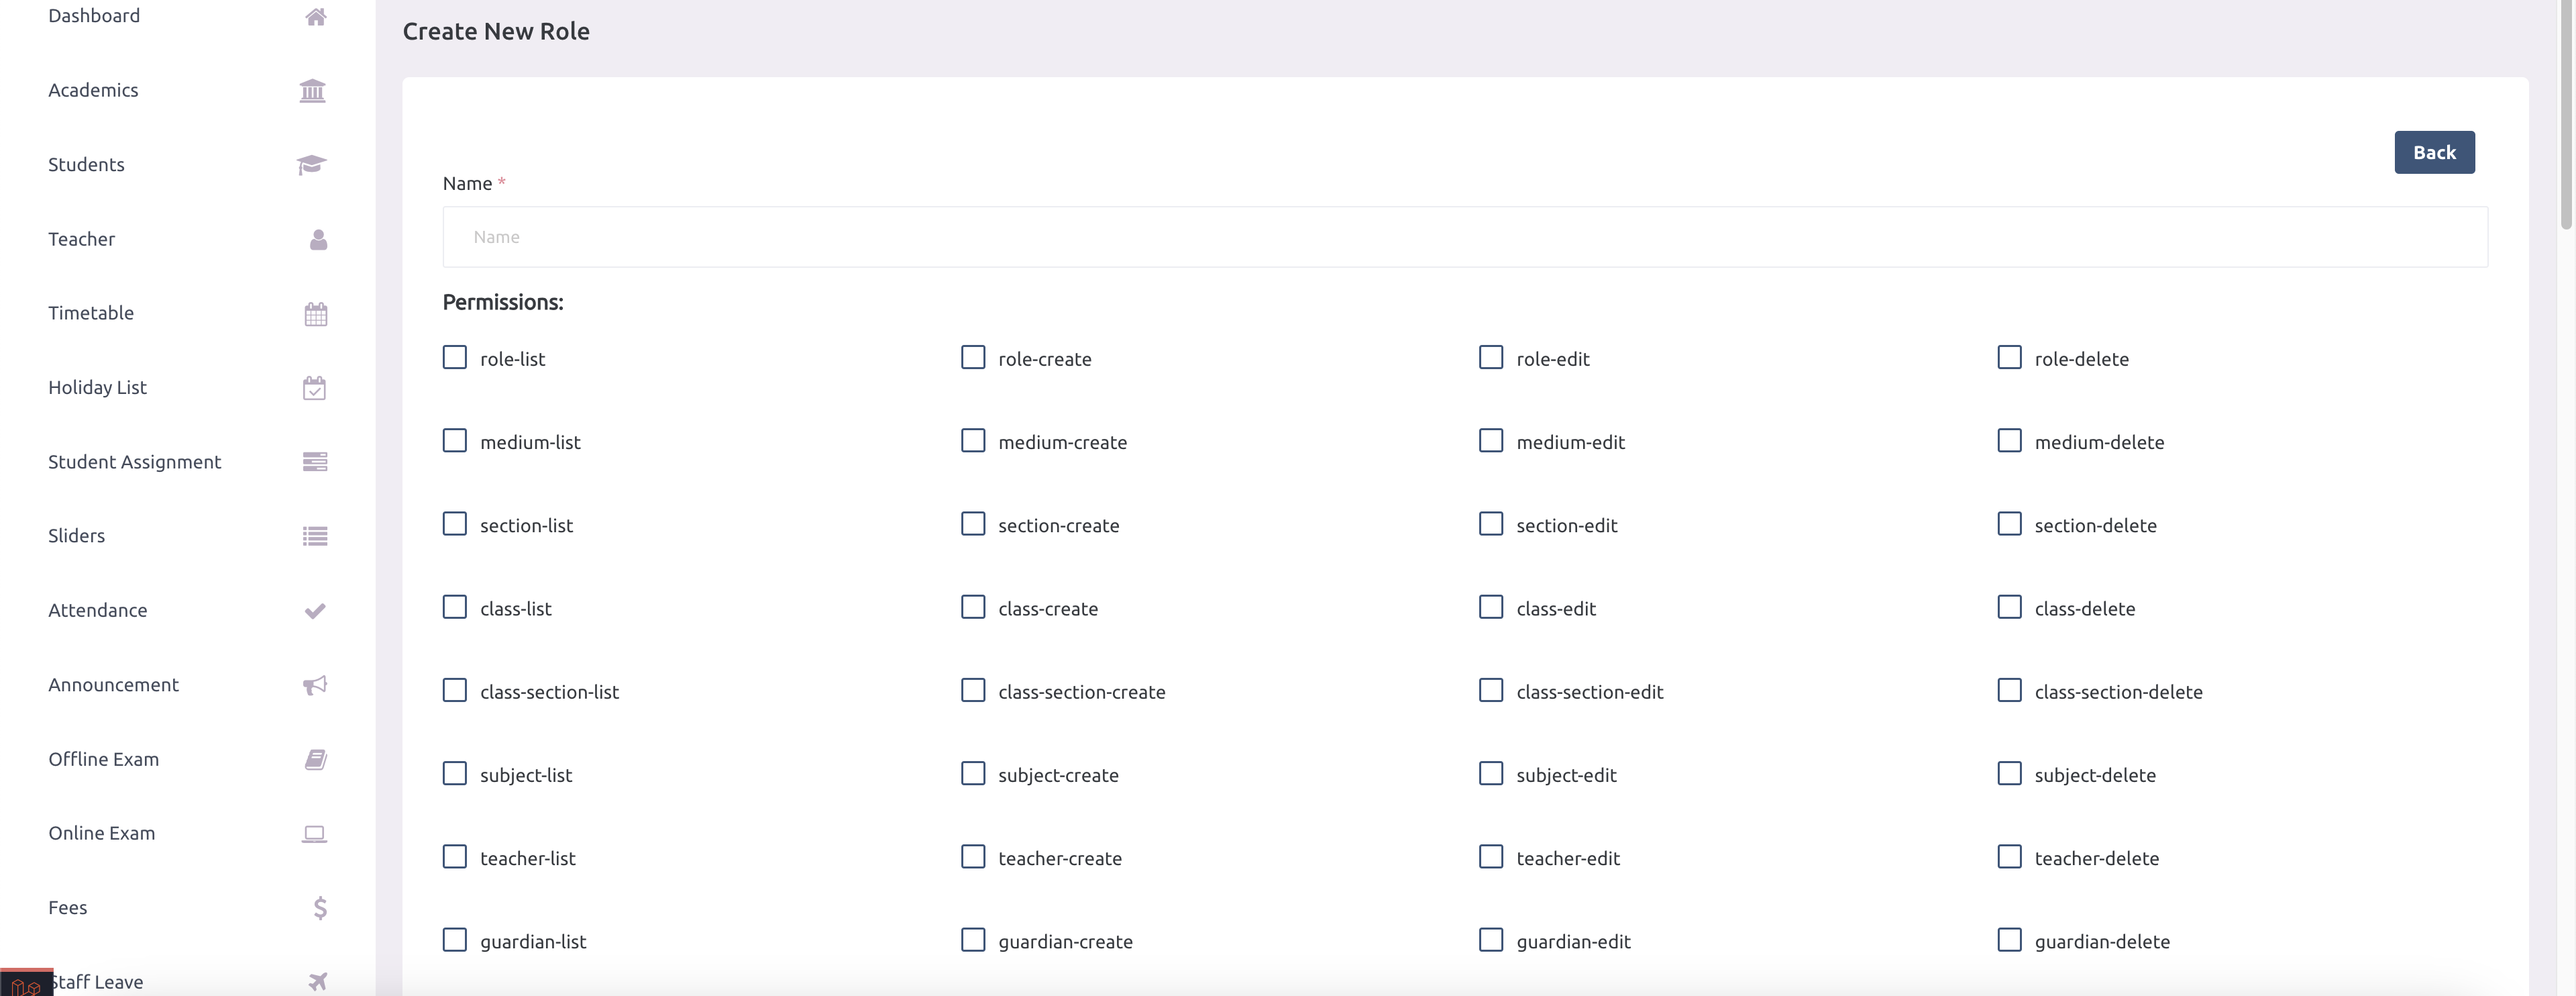 Dashboard
Academics
Students
Teacher
Timetable
Holiday List
Student Assignment
Sliders
Attendance
Announcement
Offline Exam
Online Exam
Fees
Staff Leave
Create New Role
Back
Name *
Name
Permissions:
role-list role-create role-edit role-delete
medium-list medium-create medium-edit medium-delete
section-list section-create section-edit section-delete
class-list class-create class-edit class-delete
class-section-list class-section-create class-section-edit class-section-delete
subject-list subject-create subject-edit subject-delete
teacher-list teacher-create teacher-edit teacher-delete
guardian-list guardian-create guardian-edit guardian-delete